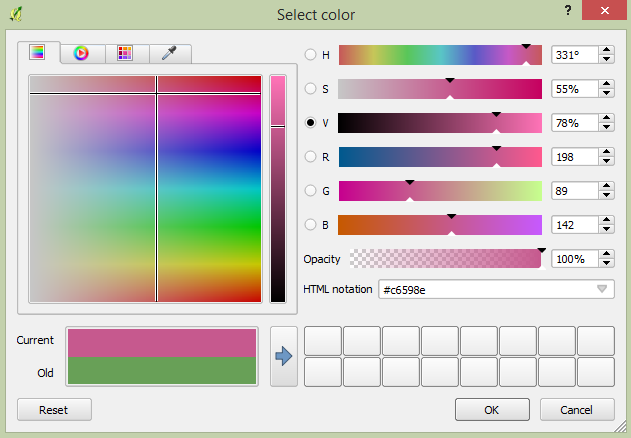 Select color
?
H 331°
S 55%
V 78%
R 198
G 89
B 142
Opacity 100%
HTML notation #c6598e
Current
Old
Reset OK Cancel